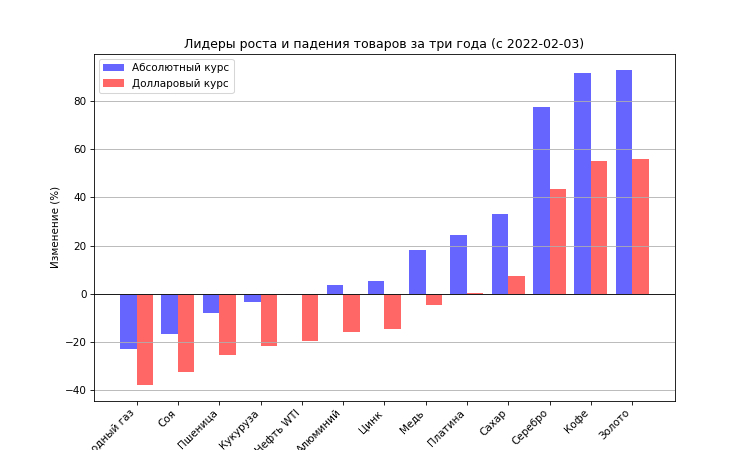 Лидеры роста и падения товаров за три года (с 2022-02-03)
Абсолютный курс
Долларовый курс
Изменение (%)
80
60
40
20
0
−20
−40
газ
Соя
Пшеница
Кукуруза
Нефть WTI
Алюминий
Цинк
Медь
Платина
Сахар
Серебро
Кофе
Золото